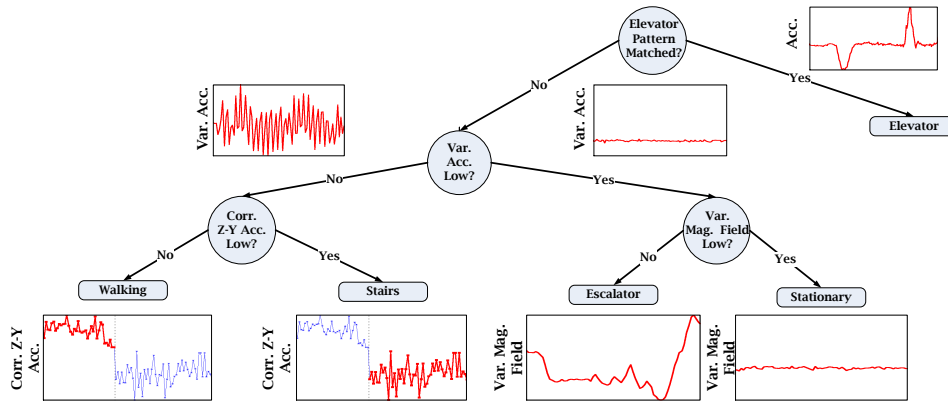 Elevator
Pattern
Matched?
Acc.
No
Yes
Var. Acc.
Var. Acc.
Elevator
Var.
Acc.
Low?
No
Yes
Corr.
Z-Y Acc.
Low?
Var.
Mag. Field
Low?
No
Yes
No
Yes
Walking
Stairs
Escalator
Stationary
Corr. Z-Y
Acc.
Corr. Z-Y
Acc.
Var. Mag.
Field
Var. Mag.
Field